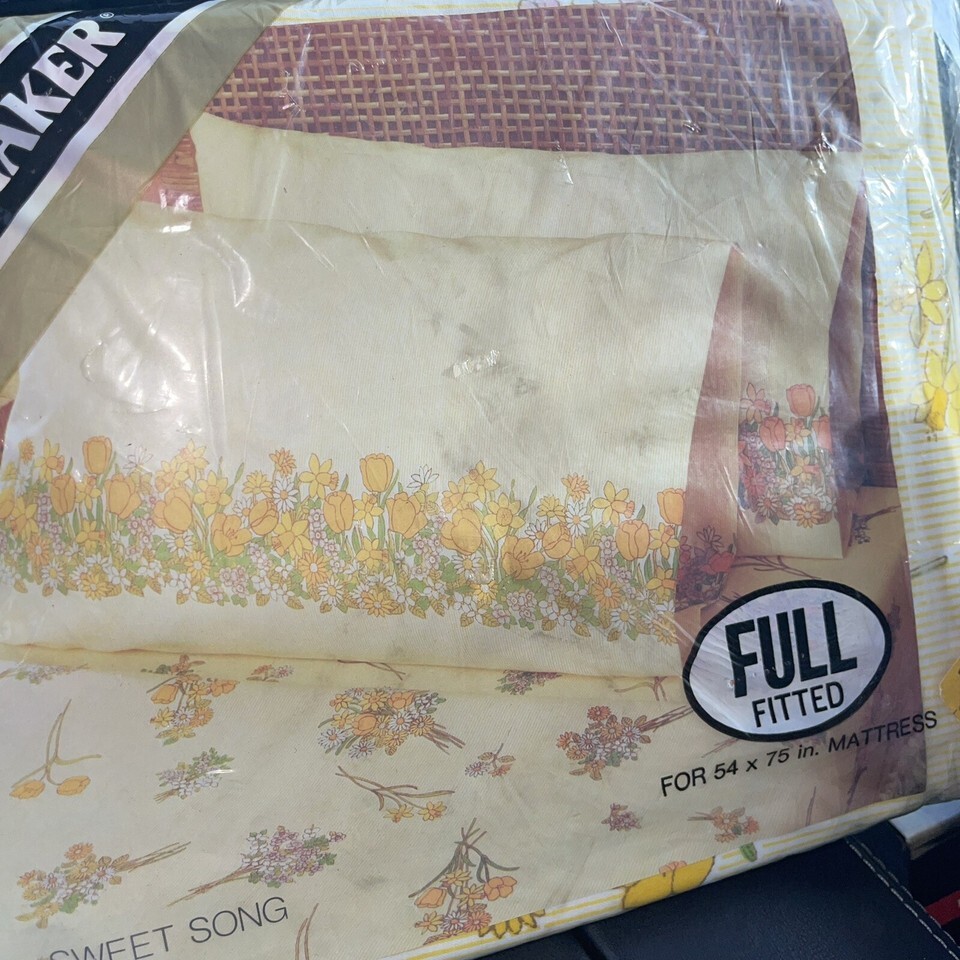 AKER®
FULL
FITTED
FOR 54 x 75 in. MATTRESS
SWEET SONG